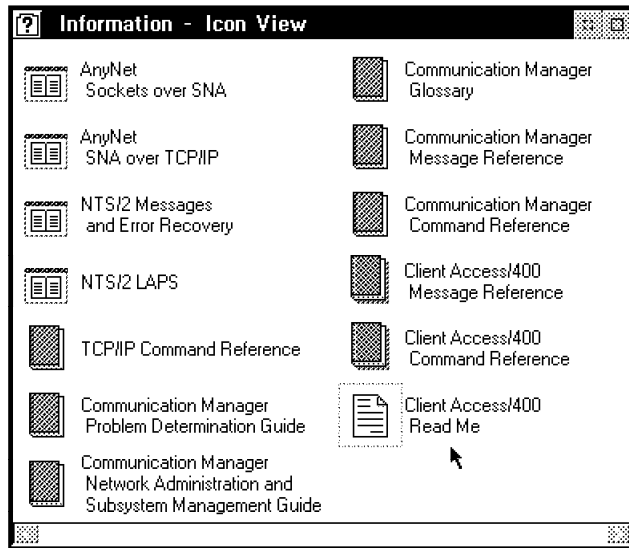 Information - Icon View
AnyNet
Sockets over SNA
AnyNet
SNA over TCP/IP
NTS/2 Messages
and Error Recovery
NTS/2 LAPS
TCP/IP Command Reference
Communication Manager
Problem Determination Guide
Communication Manager
Network Administration and
Subsystem Management Guide
Communication Manager
Glossary
Communication Manager
Message Reference
Communication Manager
Command Reference
Client Access/400
Message Reference
Client Access/400
Command Reference
Client Access/400
Read Me